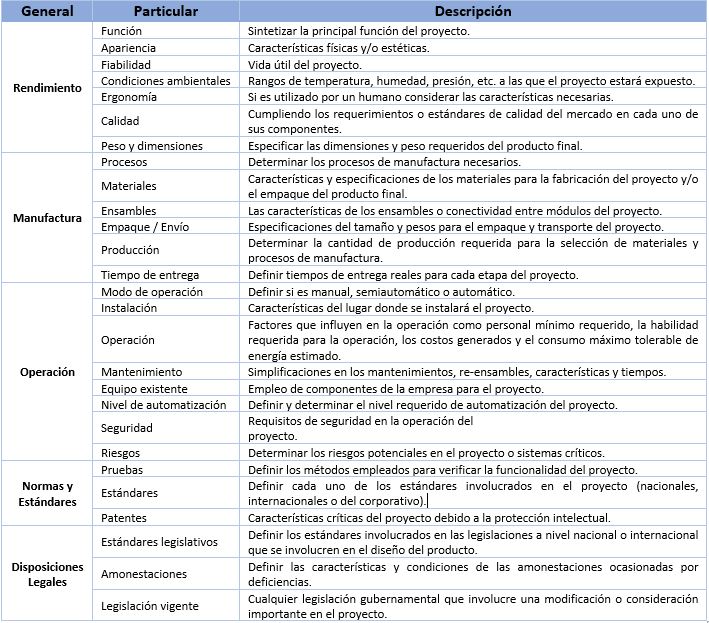 General Particular Descripción
Rendimiento
Función Sintetizar la principal función del proyecto.
Apariencia Características físicas y/o estéticas.
Fiabilidad Vida útil del proyecto.
Condiciones ambientales Rangos de temperatura, humedad, presión, etc. a las que el proyecto estará expuesto.
Ergonomía Si es utilizado por un humano considerar las características necesarias.
Calidad Cumpliendo los requerimientos o estándares de calidad del mercado en cada uno de
sus componentes.
Peso y dimensiones Especificar las dimensiones y peso requeridos del producto final.
Manufactura
Procesos Determinar los procesos de manufactura necesarios.
Materiales Características y especificaciones de los materiales para la fabricación del proyecto y/o
el empaque del producto final.
Ensambles Las características de los ensambles o conectividad entre módulos del proyecto.
Empaque / Envío Especificaciones del tamaño y pesos para el empaque y transporte del proyecto.
Producción Determinar la cantidad de producción requerida para la selección de materiales y
procesos de manufactura.
Tiempo de entrega Definir tiempos de entrega reales para cada etapa del proyecto.
Operación
Modo de operación Definir si es manual, semiautomático o automático.
Instalación Características del lugar donde se instalará el proyecto.
Operación Factores que influyen en la operación como personal mínimo requerido, la habilidad
requerida para la operación, los costos generados y el consumo máximo tolerable de
energía estimado.
Mantenimiento Simplificaciones en los mantenimientos, re-ensambles, características y tiempos.
Equipo existente Empleo de componentes de la empresa para el proyecto.
Nivel de automatización Definir y determinar el nivel requerido de automatización del proyecto.
Seguridad Requisitos de seguridad en la operación del
proyecto.
Riesgos Determinar los riesgos potenciales en el proyecto o sistemas críticos.
Normas y
Estándares
Pruebas Definir los métodos empleados para verificar la funcionalidad del proyecto.
Estándares Definir cada uno de los estándares involucrados en el proyecto (nacionales,
internacionales o del corporativo).
Patentes Características críticas del proyecto debido a la protección intelectual.
Disposiciones
Legales
Estándares legislativos Definir los estándares involucrados en las legislaciones a nivel nacional o internacional
que se involucren en el diseño del producto.
Amonestaciones Definir las características y condiciones de las amonestaciones ocasionadas por
deficiencias.
Legislación vigente Cualquier legislación gubernamental que involucre una modificación o consideración
importante en el proyecto.